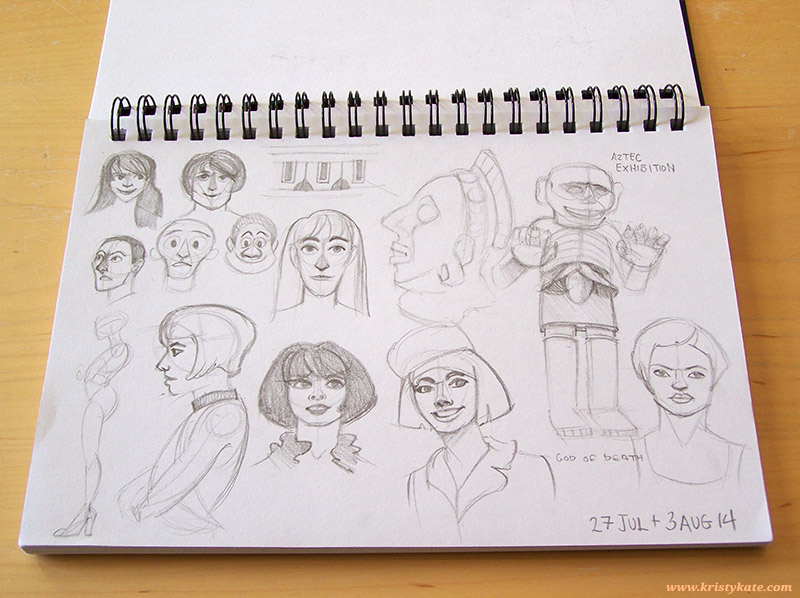 AZTEC
EXHIBITION
GOD OF DEATH
27 JUL + 3 AUG 14
www.kristykate.com